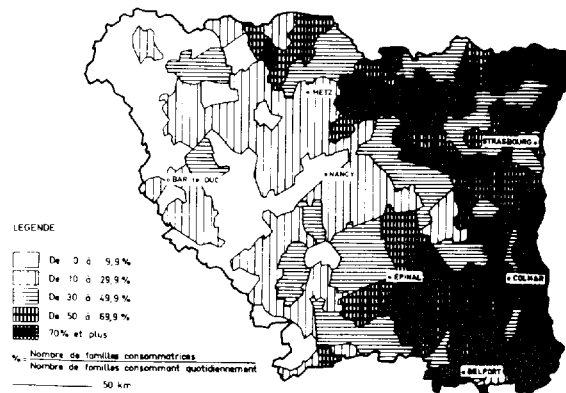 METZ
STRASBOURG
BAR LE DUC
NANCY
LEGENDE
De 0 à 9,9 %
De 10 à 29,9 %
De 30 à 49,9 %
De 50 à 69,9 %
70% et plus
EPINAL
COLMAR
% = Nombre de familles consommatrices
Nombre de familles consommant quotidiennement
BELFORT
50 km